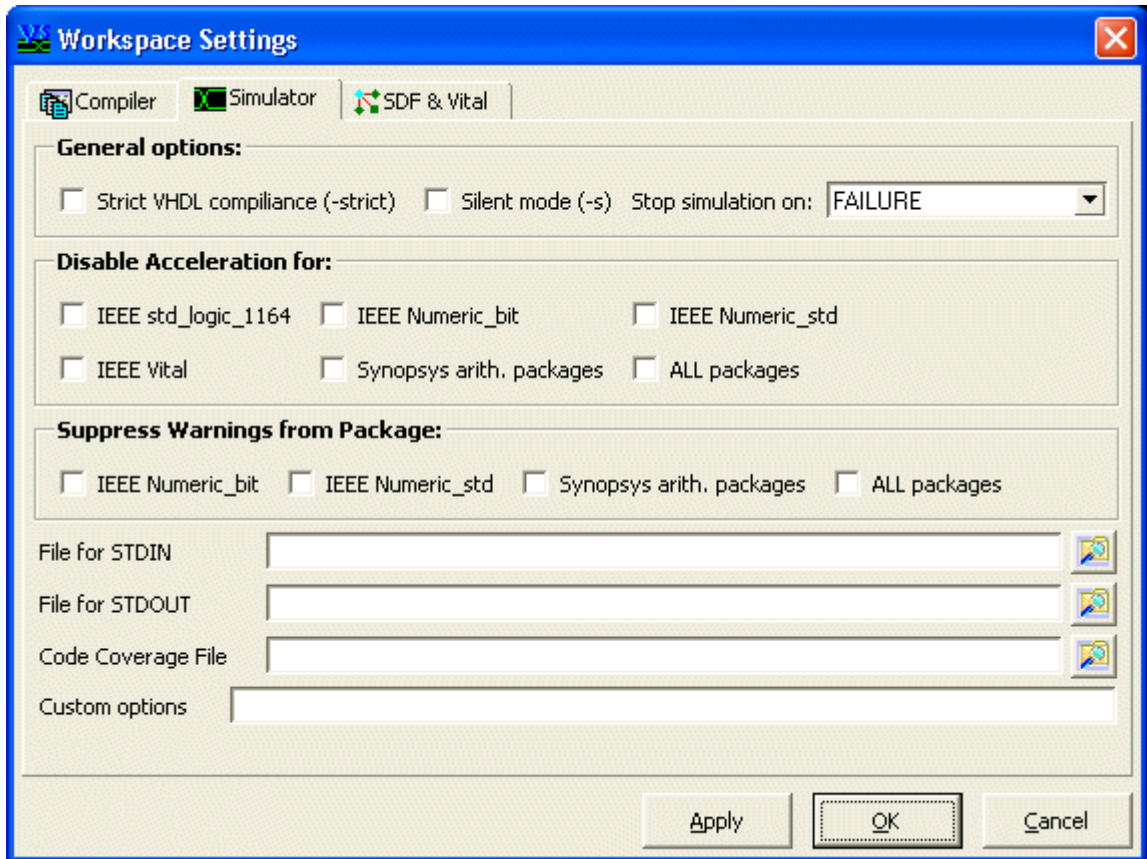 Workspace Settings
Compiler Simulator SDF & Vital
General options:
Strict VHDL compiliance (-strict) Silent mode (-s) Stop simulation on: FAILURE
Disable Acceleration for:
IEEE std_logic_1164 IEEE Numeric_bit IEEE Numeric_std
IEEE Vital Synopsys arith. packages ALL packages
Suppress Warnings from Package:
IEEE Numeric_bit IEEE Numeric_std Synopsys arith. packages ALL packages
File for STDIN
File for STDOUT
Code Coverage File
Custom options
Apply OK Cancel